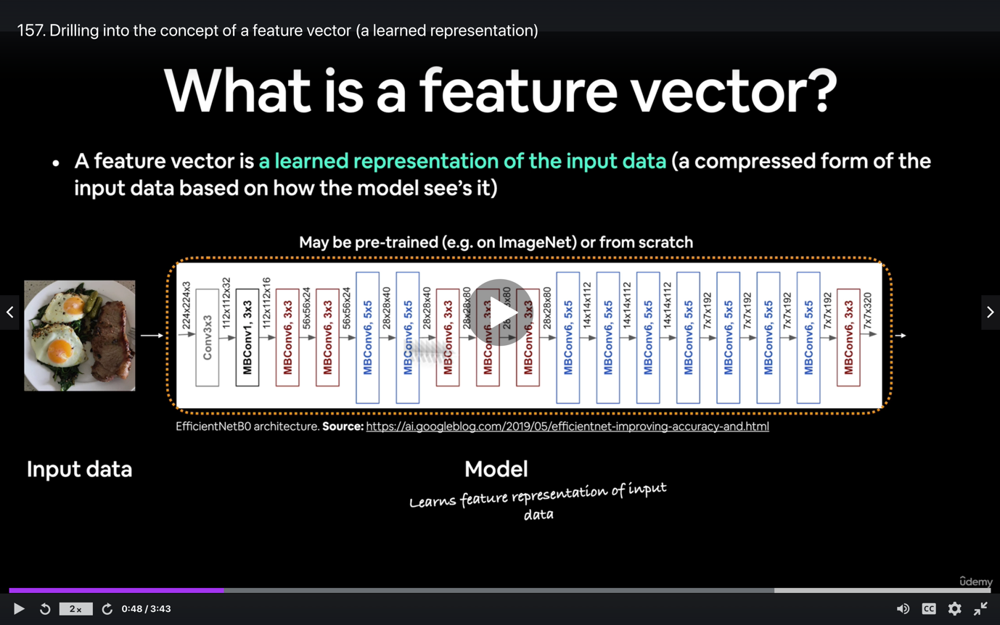 157. Drilling into the concept of a feature vector (a learned representation)
What is a feature vector?
• A feature vector is a learned representation of the input data (a compressed form of the
input data based on how the model see's it)
May be pre-trained (e.g. on ImageNet) or from scratch
224x224x3
Conv3x3
112x112x32
MBConv1, 3x3
112x112x16
MBConv6, 3x3
56x56x24
MBConv6, 3x3
56x56x24
MBConv6, 5x5
28x28x40
MBConv6, 5x5
28x28x40
MBConv6, 3x3
28x28x80
MBConv6, 3x3
MBConv6, 3x3
28x28x80
MBConv6, 5x5
14x14x112
MBConv6, 5x5
14x14x112
MBConv6, 5x5
14x14x112
MBConv6, 5x5
7x7x192
MBConv6, 5x5
7x7x192
MBConv6, 5x5
7x7x192
MBConv6, 5x5
7x7x192
MBConv6, 3x3
7x7x320
EfficientNetB0 architecture. Source: https://ai.googleblog.com/2019/05/efficientnet-improving-accuracy-and.html
Input data
Model
Learns feature representation of input
data
ûdemy
2x
0:48 / 3:43
CC